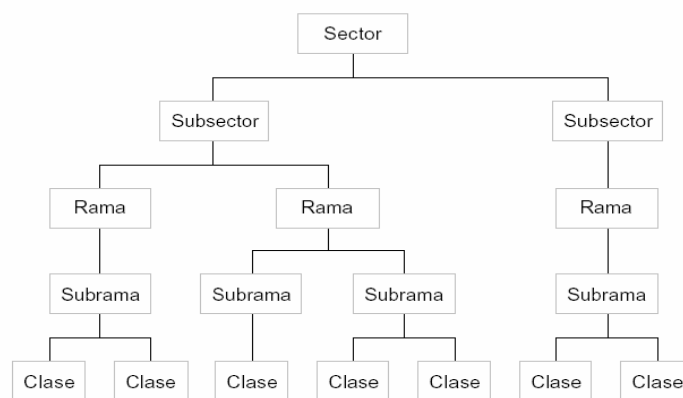 Sector
Subsector Subsector
Rama Rama Rama
Subrama Subrama Subrama Subrama
Clase Clase Clase Clase Clase Clase Clase